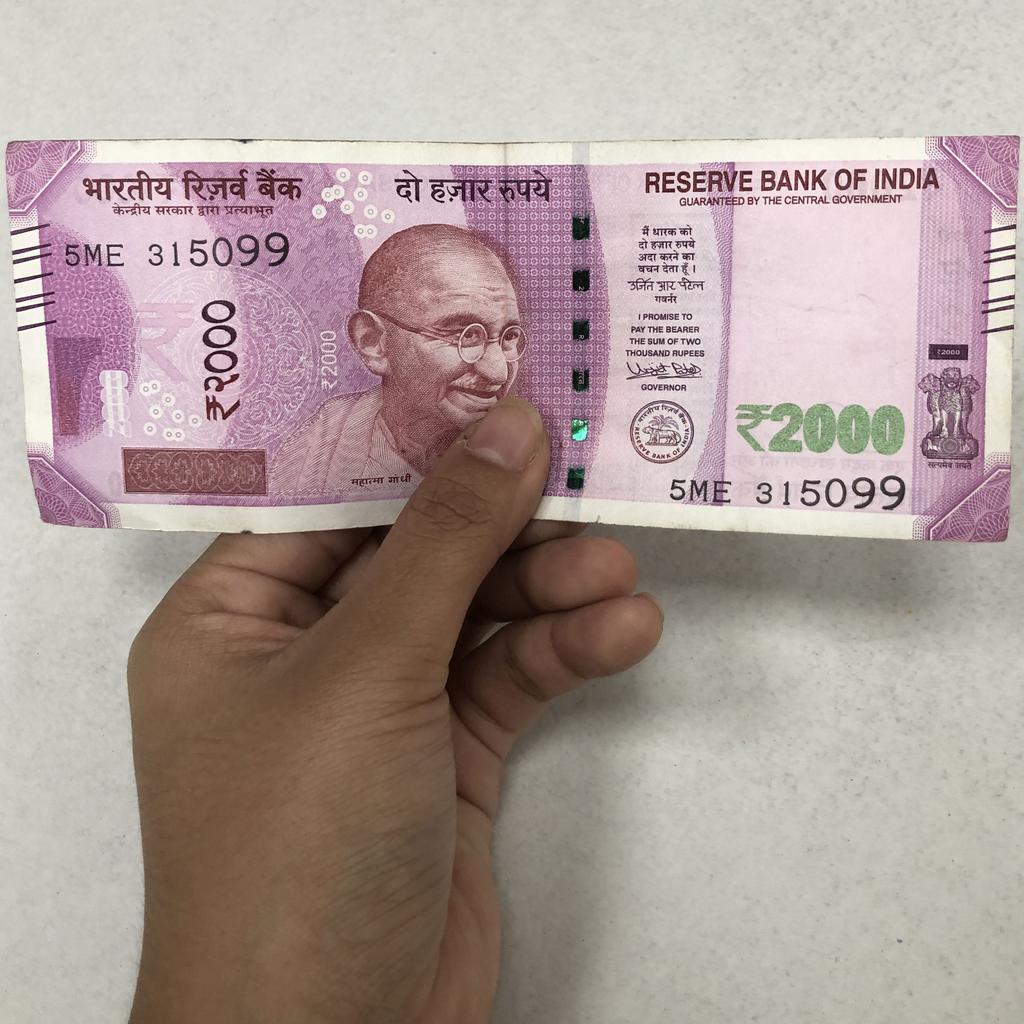 भारतीय रिज़र्व बैंक
केन्द्रीय सरकार द्वारा प्रत्याभूत
5ME 315099
₹२000
₹2000
महात्मा गांधी
दो हज़ार रुपये
RESERVE BANK OF INDIA
GUARANTEED BY THE CENTRAL GOVERNMENT
मैं धारक को
दो हज़ार रुपये
अदा करने का
वचन देता हूँ ।
उर्जित आर पटेल
गवर्नर
I PROMISE TO
PAY THE BEARER
THE SUM OF TWO
THOUSAND RUPEES
GOVERNOR
भारतीय रिज़र्व बैंक
RESERVE BANK OF INDIA
₹2000
₹2000
सत्यमेव जयते
5ME 315099